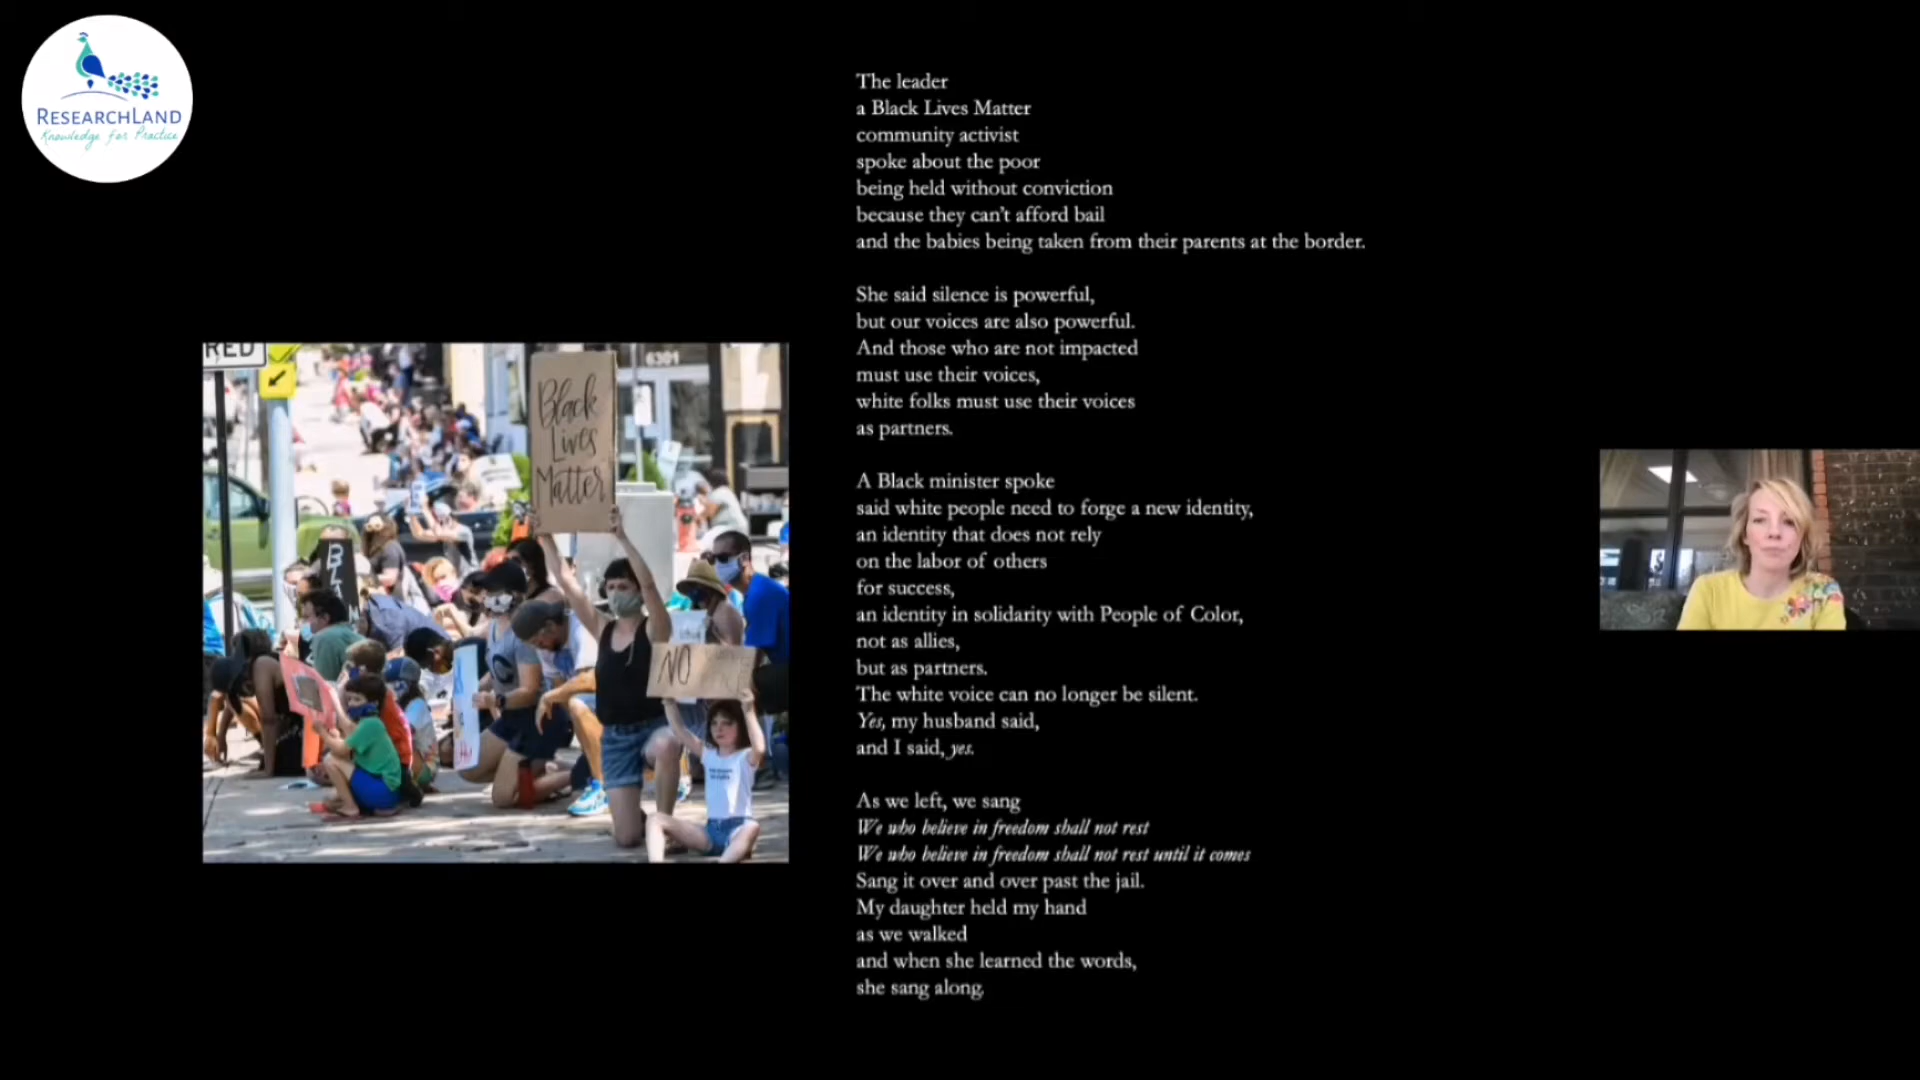 RESEARCHLAND
Knowledge for Practice
The leader
a Black Lives Matter
community activist
spoke about the poor
being held without conviction
because they can't afford bail
and the babies being taken from their parents at the border.
She said silence is powerful,
but our voices are also powerful.
And those who are not impacted
must use their voices,
white folks must use their voices
as partners.
A Black minister spoke
said white people need to forge a new identity,
an identity that does not rely
on the labor of others
for success,
an identity in solidarity with People of Color,
not as allies,
but as partners.
The white voice can no longer be silent.
Yes, my husband said,
and I said, yes.
As we left, we sang
We who believe in freedom shall not rest
We who believe in freedom shall not rest until it comes
Sang it over and over past the jail.
My daughter held my hand
as we walked
and when she learned the words,
she sang along.
RED
6301
Black
Lives
Matter
NO